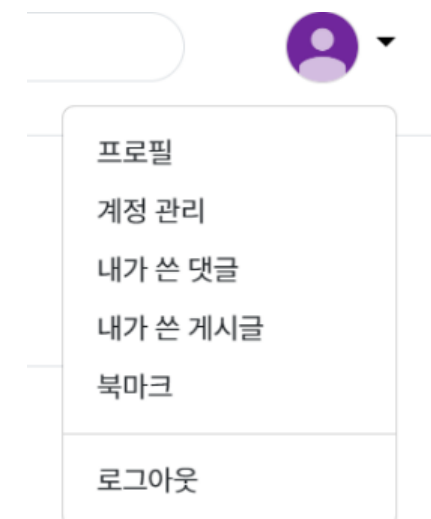 프로필
계정 관리
내가 쓴 댓글
내가 쓴 게시글
북마크
로그아웃